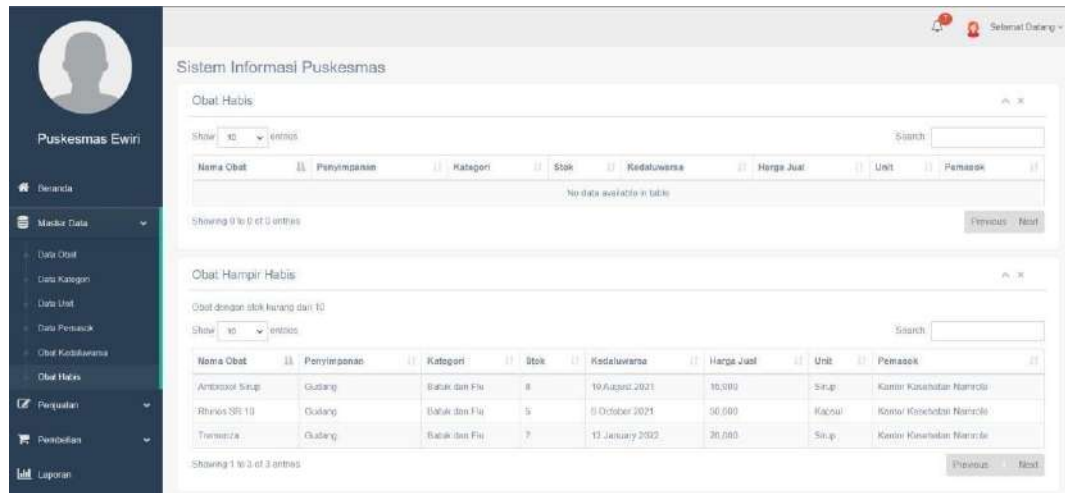 7
Selamat Datang
Puskesmas Ewiri
Beranda
Master Data
Data Obat
Data Kategori
Data Unit
Data Pemasok
Obat Kedaluwarsa
Obat Habis
Penjualan
Pembelian
Laporan
Sistem Informasi Puskesmas
Obat Habis
Show 10 entries
Search:
Nama Obat Penyimpanan Kategori Stok Kedaluwarsa Harga Jual Unit Pemasok
No data available in table
Showing 0 to 0 of 0 entries
Previous Next
Obat Hampir Habis
Obat dengan stok kurang dari 10
Show 10 entries
Search:
Nama Obat Penyimpanan Kategori Stok Kedaluwarsa Harga Jual Unit Pemasok
Ambroxol Sirup Gudang Batuk dan Flu 8 19 August 2021 Sirup Kantor Kesehatan Namrole
Rhinos SR 10 Gudang Batuk dan Flu 5 October 2021 50,000 Kapsul Kantor Kesehatan Namrole
Tremenza Gudang Batuk dan Flu 7 13 January 2022 Sirup Kantor Kesehatan Namrole
Showing 1 to 3 of 3 entries
Previous 1 Next